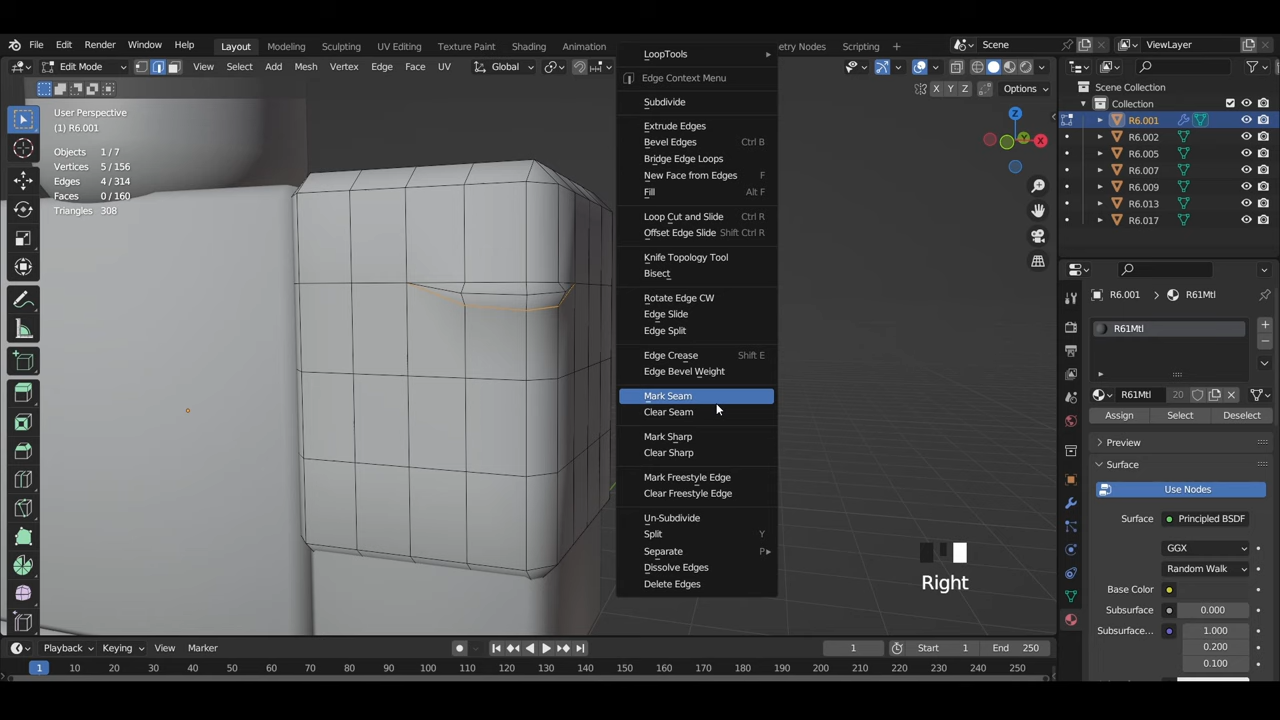 File Edit Render Window Help Layout Modeling Sculpting UV Editing Texture Paint Shading Animation etry Nodes Scripting + Scene ViewLayer
Edit Mode View Select Add Mesh Vertex Edge Face UV Global
X Y Z Options
User Perspective
(1) R6.001
Objects 1/7
Vertices 5/156
Edges 4/314
Faces 0/160
Triangles 308
LoopTools
Edge Context Menu
Subdivide
Extrude Edges
Bevel Edges Ctrl B
Bridge Edge Loops
New Face from Edges F
Fill Alt F
Loop Cut and Slide Ctrl R
Offset Edge Slide Shift Ctrl R
Knife Topology Tool
Bisect
Rotate Edge CW
Edge Slide
Edge Split
Edge Crease Shift E
Edge Bevel Weight
Mark Seam
Clear Seam
Mark Sharp
Clear Sharp
Mark Freestyle Edge
Clear Freestyle Edge
Un-Subdivide
Split Y
Separate P
Dissolve Edges
Delete Edges
Z
X
Y
Right
Scene Collection
Collection
R6.001
R6.002
R6.005
R6.007
R6.009
R6.013
R6.017
R6.001 > R61Mtl
R61Mtl
R61Mtl 20
Assign Select Deselect
Preview
Surface
Use Nodes
Surface Principled BSDF
GGX
Random Walk
Base Color
Subsurface 0.000
Subsurface... 1.000
0.200
0.100
Playback Keying View Marker 1 Start 1 End 250
1 10 20 30 40 50 60 70 80 90 100 110 120 130 140 150 160 170 180 190 200 210 220 230 240 250